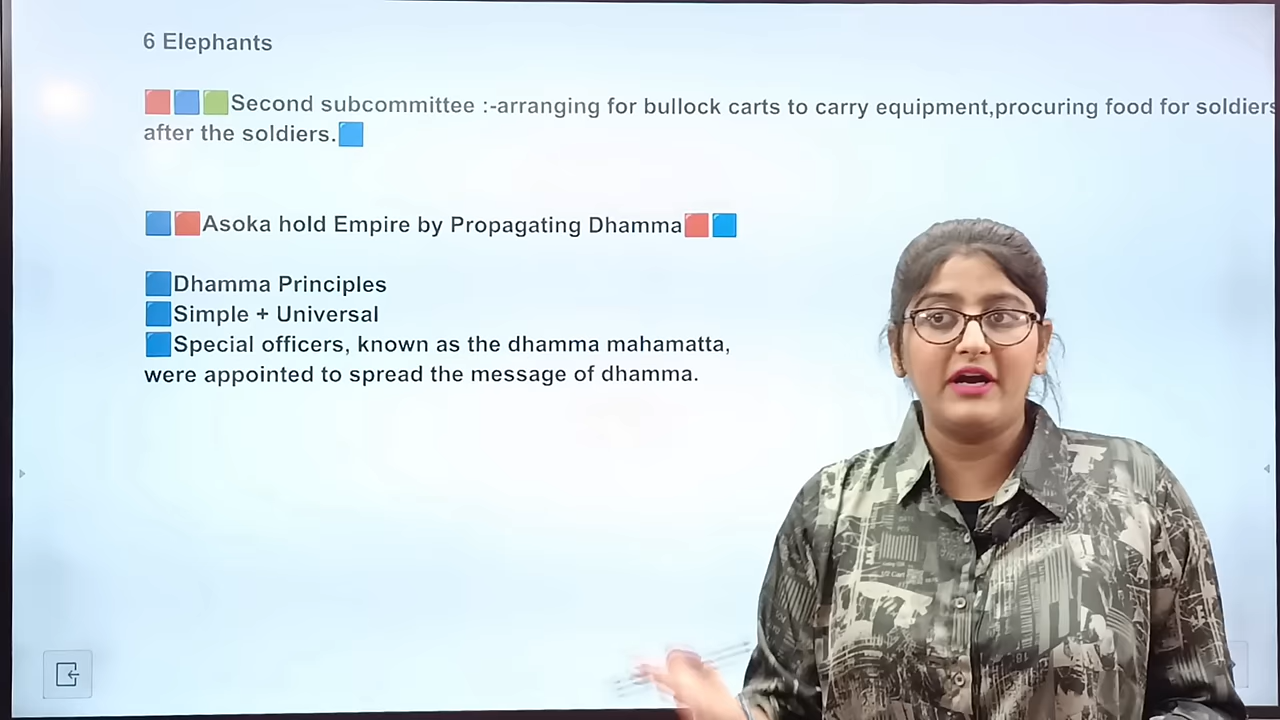 6 Elephants
Second subcommittee :-arranging for bullock carts to carry equipment,procuring food for soldiers
after the soldiers.
Asoka hold Empire by Propagating Dhamma
Dhamma Principles
Simple + Universal
Special officers, known as the dhamma mahamatta,
were appointed to spread the message of dhamma.